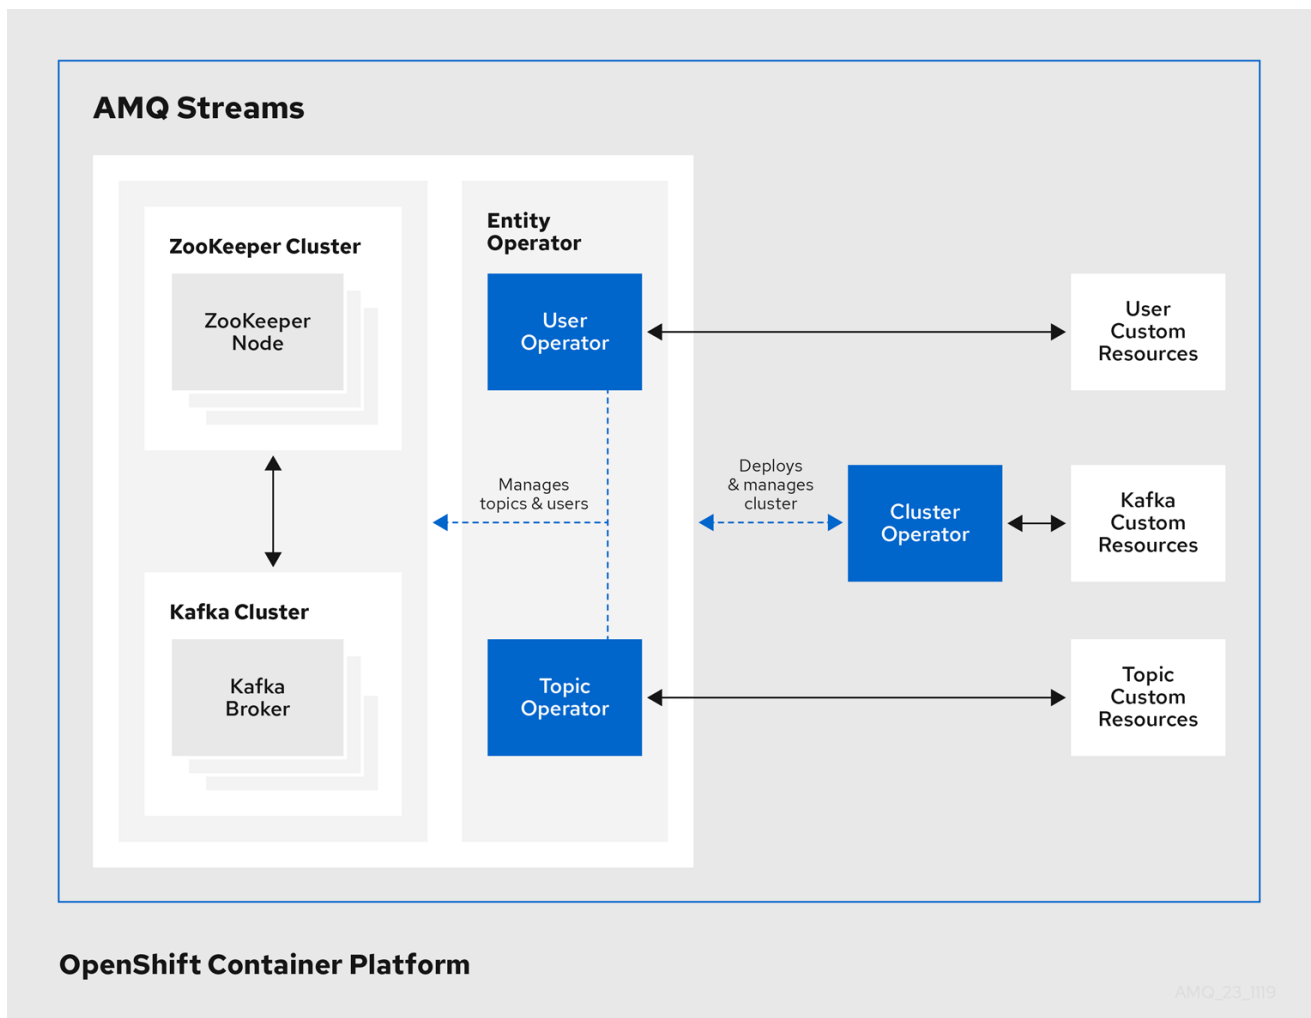 AMQ Streams
ZooKeeper Cluster
ZooKeeper
Node
Kafka Cluster
Kafka
Broker
Entity
Operator
User
Operator
Manages
topics & users
Topic
Operator
Deploys
& manages
cluster
Cluster
Operator
User
Custom
Resources
Kafka
Custom
Resources
Topic
Custom
Resources
OpenShift Container Platform
AMQ_23_1119